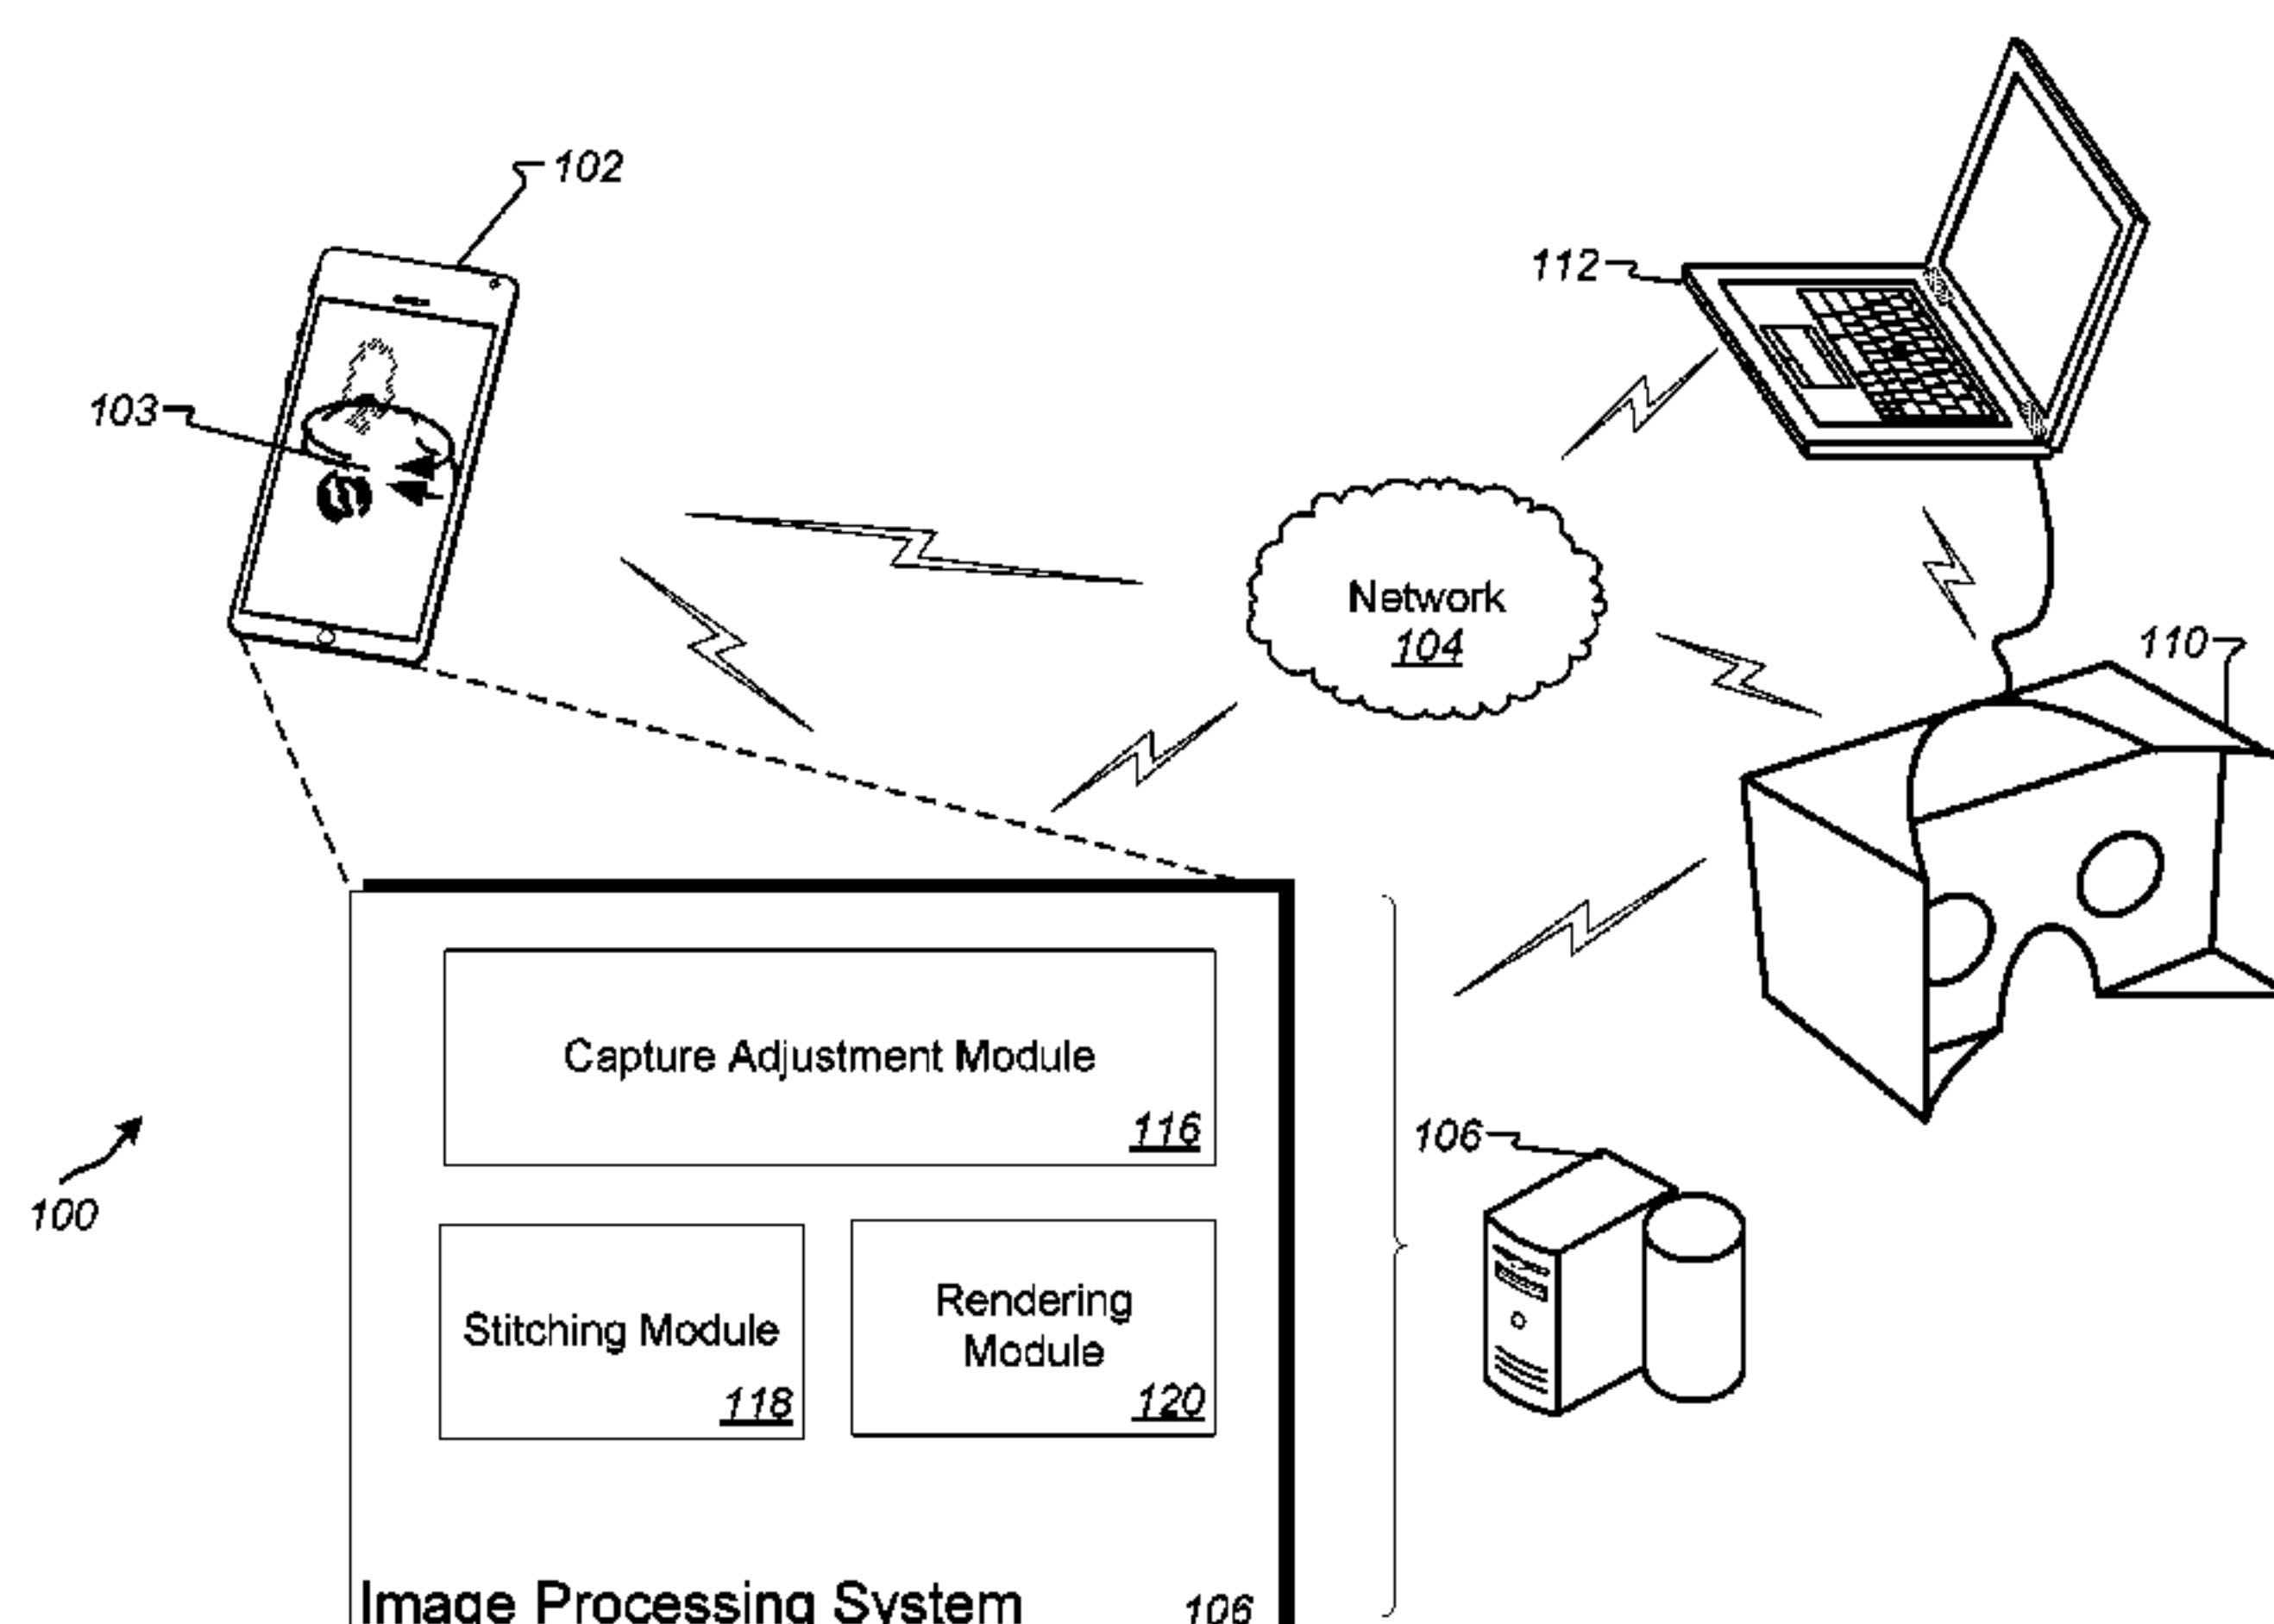 102
112
103
Network
104
110
Capture Adjustment Module
116
106
100
Stitching Module
118
Rendering
Module
120
Image Processing System
106